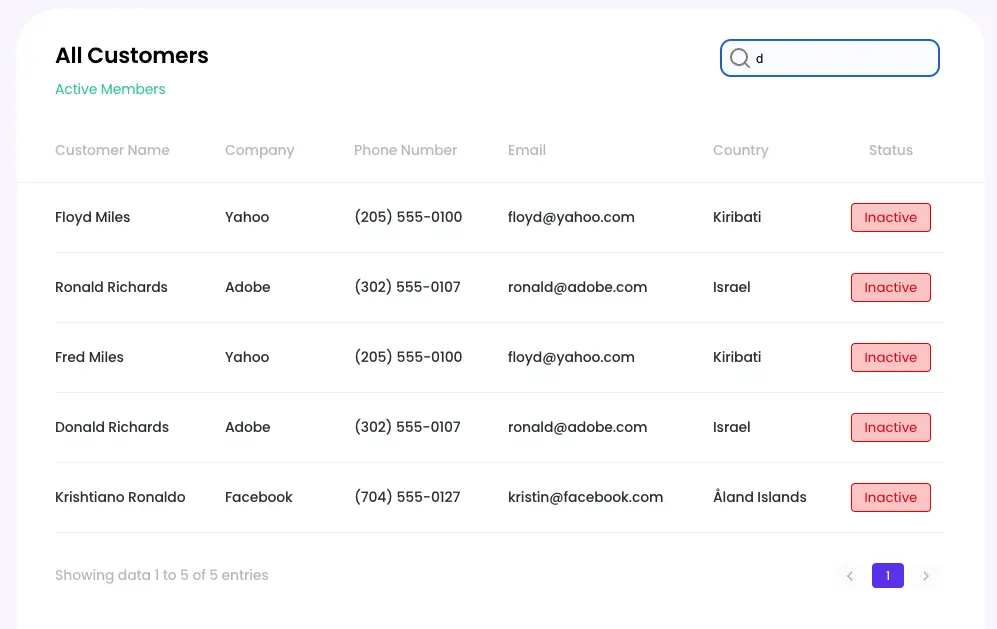 All Customers
d
Active Members
Customer Name Company Phone Number Email Country Status
Floyd Miles Yahoo (205) 555-0100 floyd@yahoo.com Kiribati Inactive
Ronald Richards Adobe (302) 555-0107 ronald@adobe.com Israel Inactive
Fred Miles Yahoo (205) 555-0100 floyd@yahoo.com Kiribati Inactive
Donald Richards Adobe (302) 555-0107 ronald@adobe.com Israel Inactive
Krishtiano Ronaldo Facebook (704) 555-0127 kristin@facebook.com Åland Islands Inactive
Showing data 1 to 5 of 5 entries
< 1 >